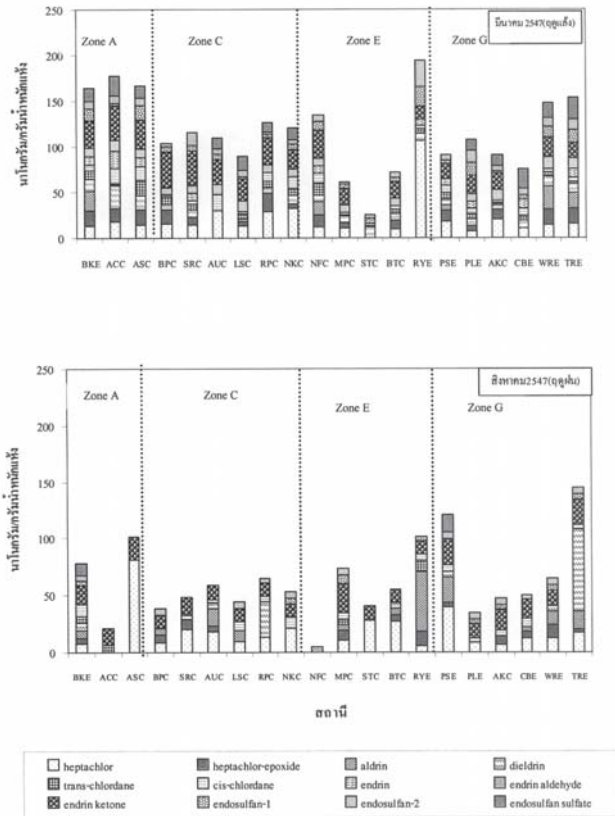 นาโนกรัม/กรัมน้ำหนักแห้ง
250
200
150
100
50
0
Zone A
Zone C
Zone E
Zone G
มีนาคม 2547(ฤดูแล้ง)
BKE ACC ASC BPC SRC AUC LSC RPC NKC NFC MPC STC BTC RYE PSE PLE AKC CBE WRE TRE
นาโนกรัม/กรัมน้ำหนักแห้ง
250
200
150
100
50
0
Zone A
Zone C
Zone E
Zone G
สิงหาคม2547(ฤดูฝน)
BKE ACC ASC BPC SRC AUC LSC RPC NKC NFC MPC STC BTC RYE PSE PLE AKC CBE WRE TRE
สถานี
heptachlor heptachlor-epoxide aldrin dieldrin
trans-chlordane cis-chlordane endrin endrin aldehyde
endrin ketone endosulfan-1 endosulfan-2 endosulfan sulfate